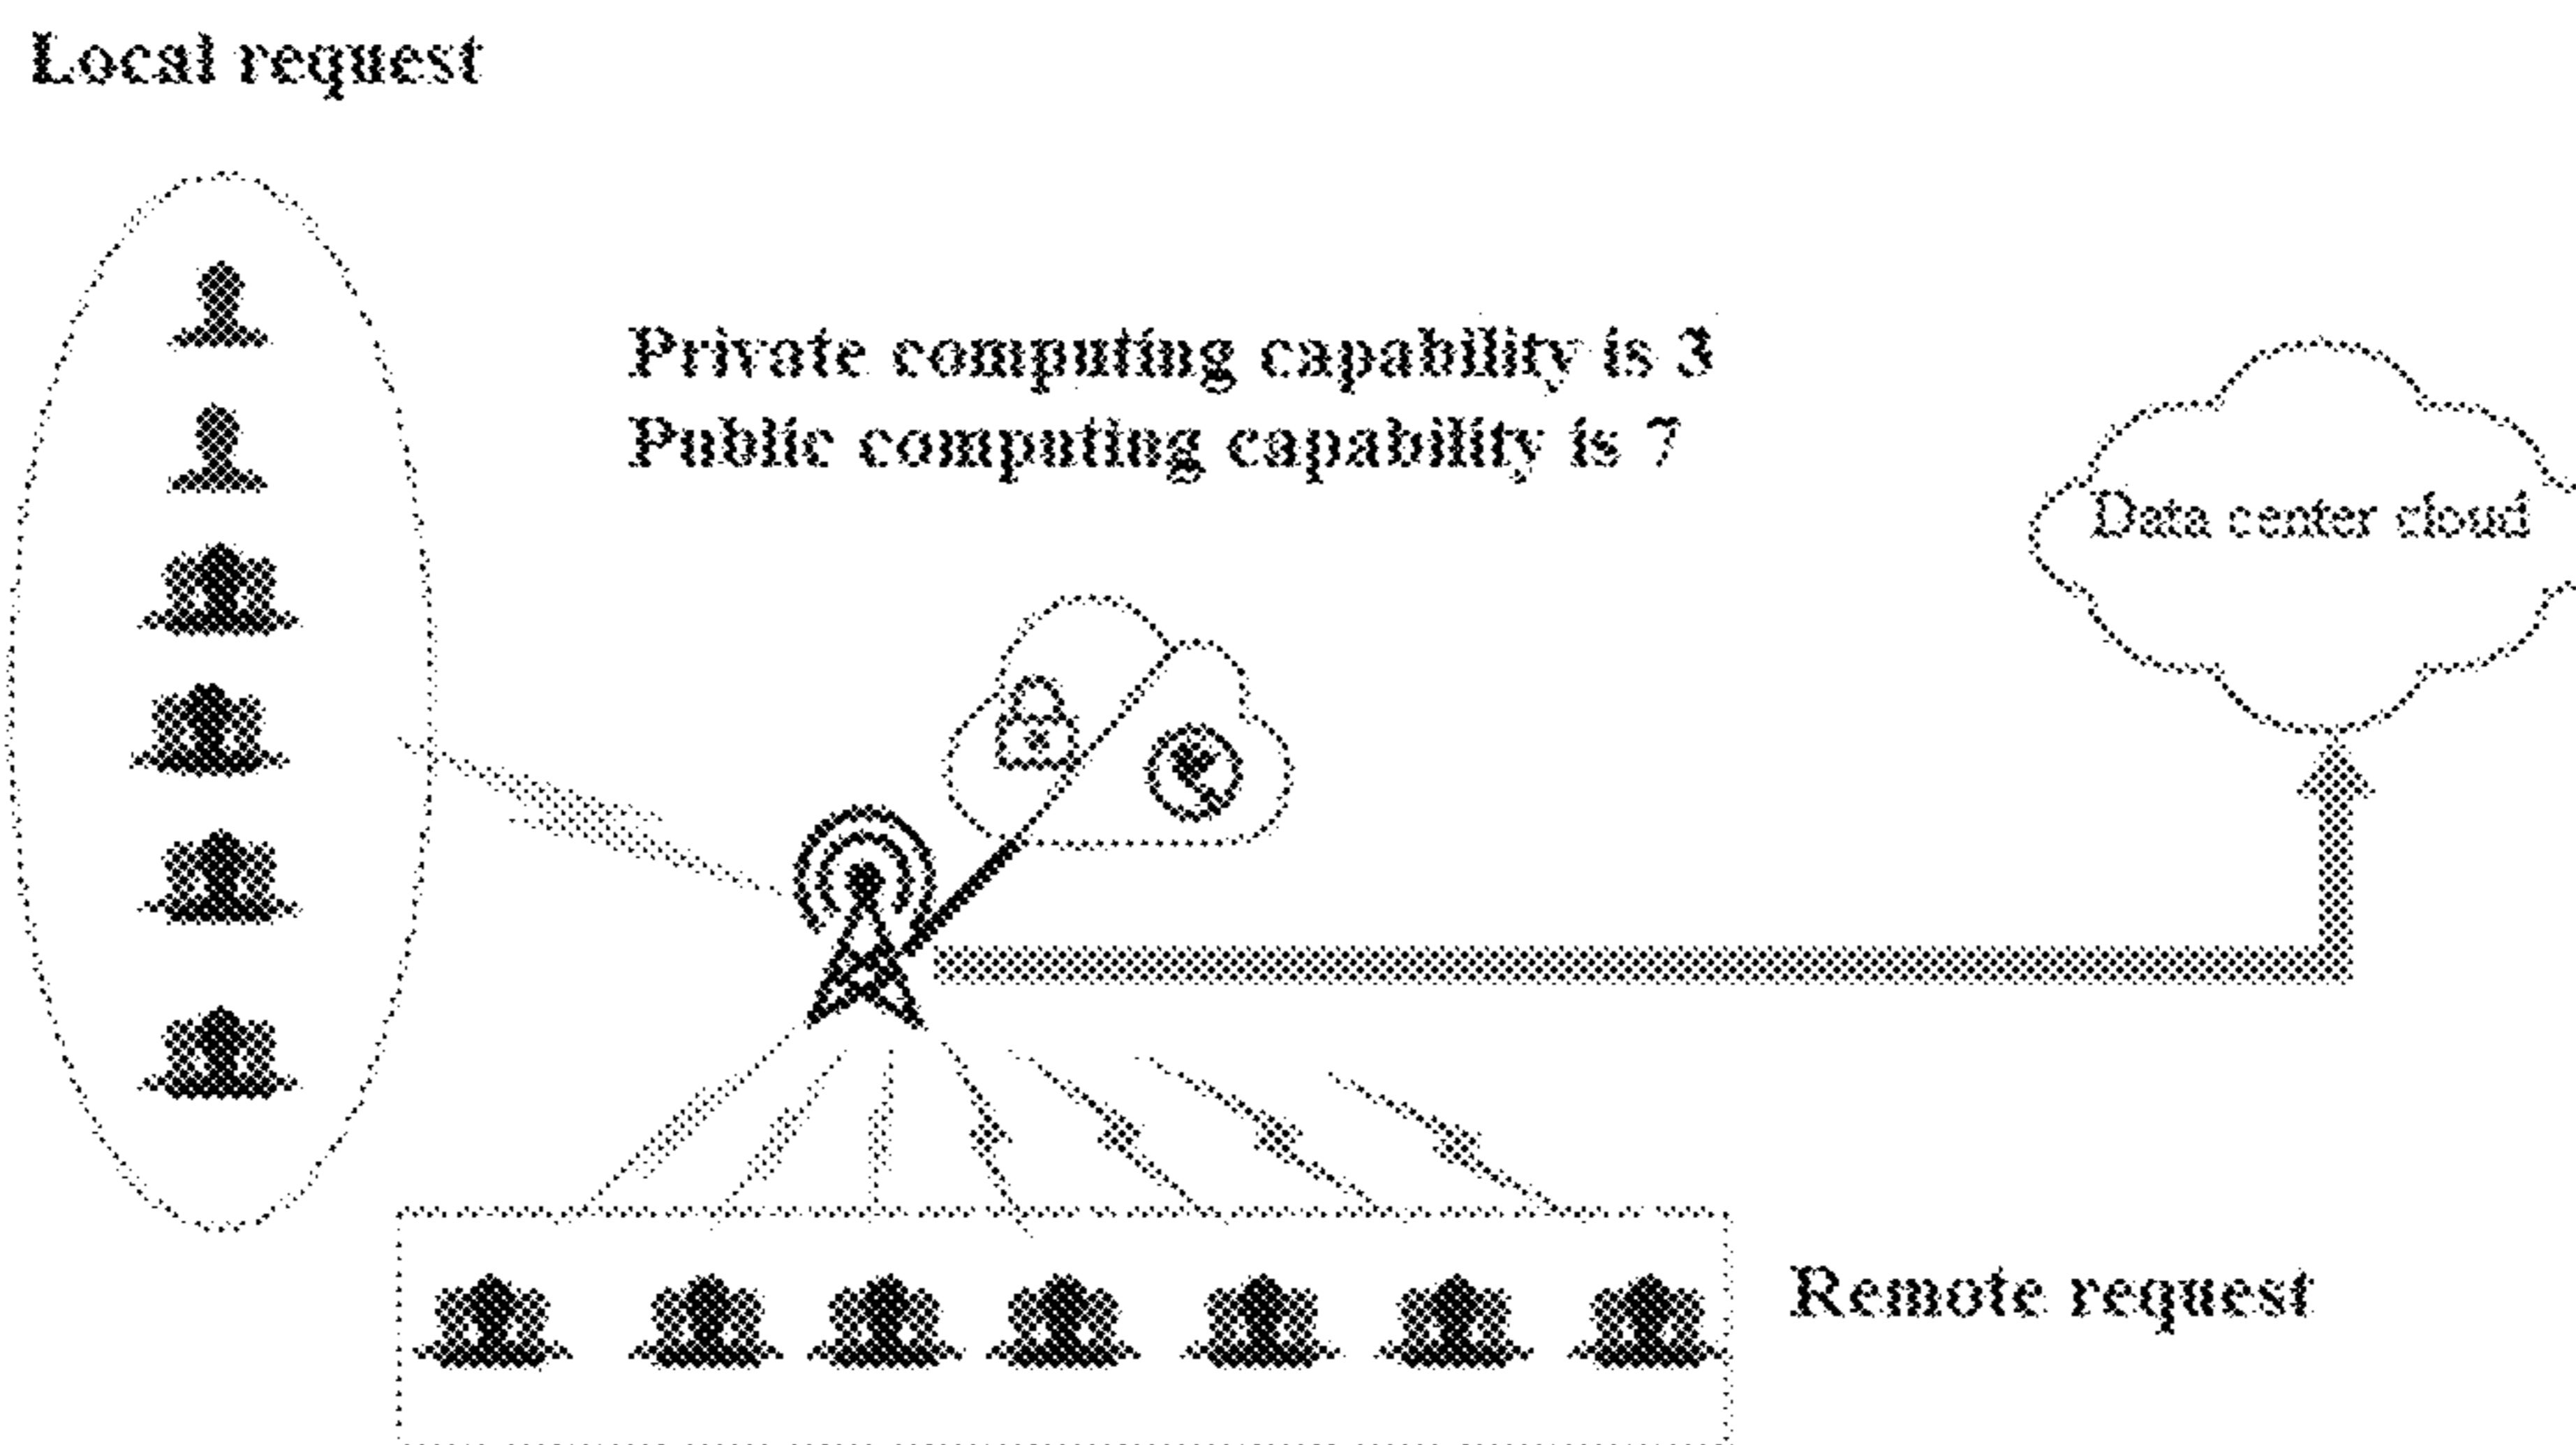 Local request
Private computing capability is 3
Public computing capability is 7
Data center cloud
Remote request